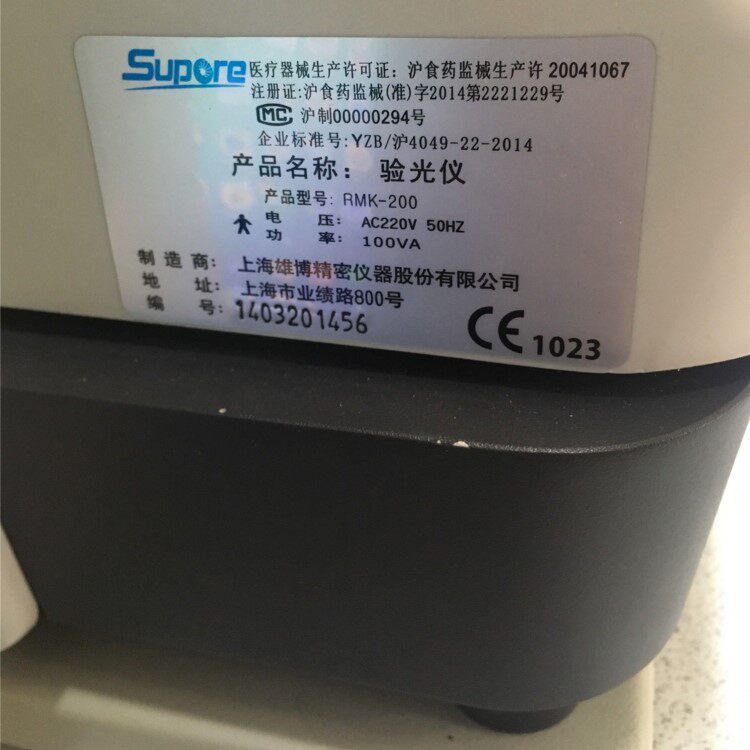 Supore 医疗器械生产许可证: 沪食药监械生产许 20041067
注册证:沪食药监械(准)字2014第2221229号
MC 沪制00000294号
企业标准号:YZB/沪4049-22-2014
产品名称: 验光仪
产品型号: RMK-200
电 压: AC220V 50HZ
功 率: 100VA
制造商: 上海雄博精密仪器股份有限公司
地 址: 上海市业绩路800号
编 号: 1403201456
CE 1023